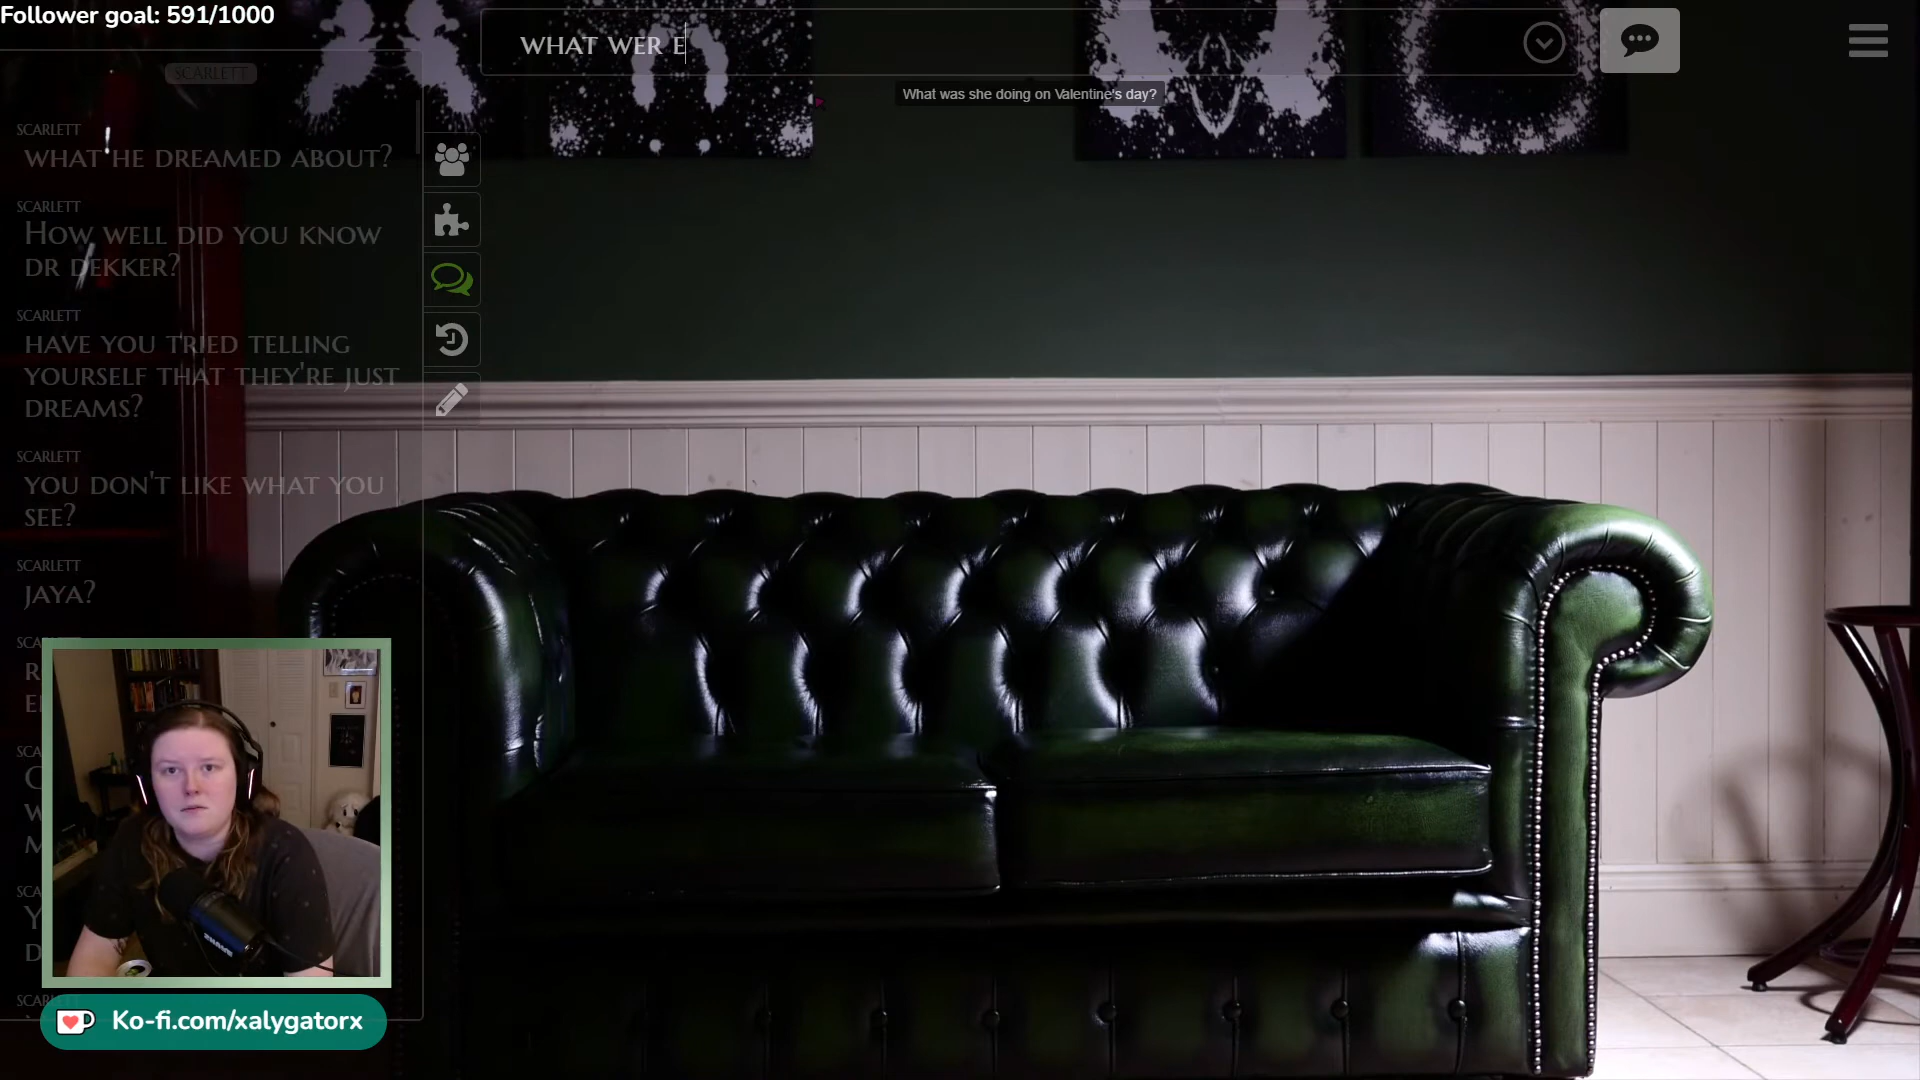 Follower goal: 591/1000
WHAT WER E
SCARLETT
What was she doing on Valentine's day?
SCARLETT
WHAT HE DREAMED ABOUT?
SCARLETT
HOW WELL DID YOU KNOW
DR DEKKER?
SCARLETT
HAVE YOU TRIED TELLING
YOURSELF THAT THEY'RE JUST
DREAMS?
SCARLETT
YOU DON'T LIKE WHAT YOU
SEE?
SCARLETT
JAYA?
Ko-fi.com/xalygatorx